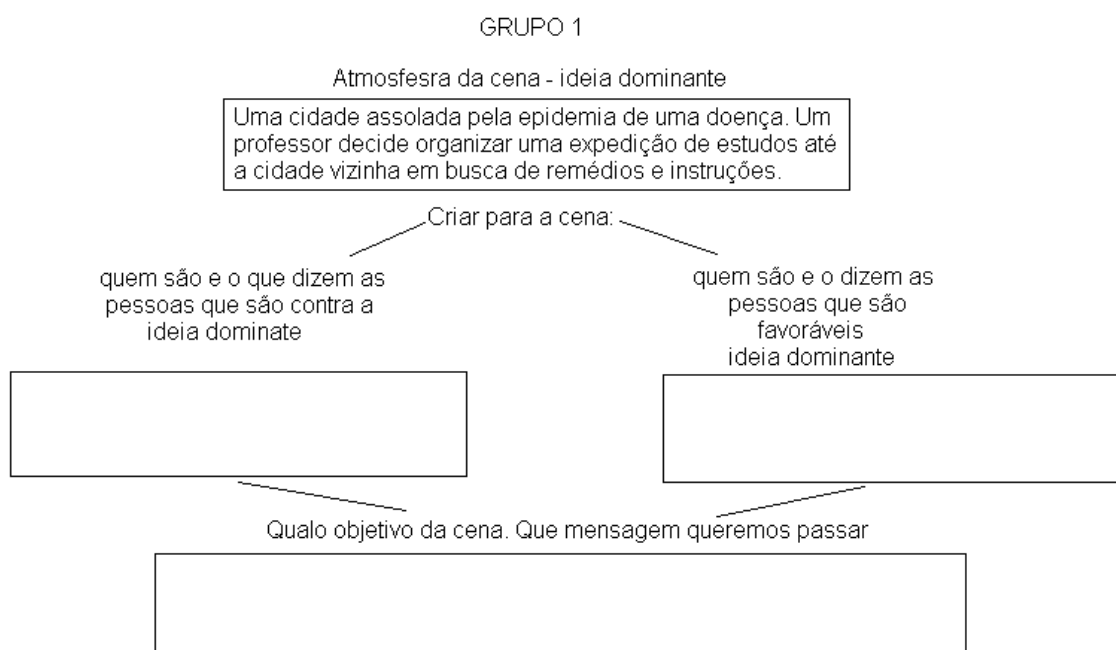 GRUPO 1
Atmosfesra da cena - ideia dominante
Uma cidade assolada pela epidemia de uma doença. Um
professor decide organizar uma expedição de estudos até
a cidade vizinha em busca de remédios e instruções.
Criar para a cena:
quem são e o que dizem as
pessoas que são contra a
ideia dominate
quem são e o dizem as
pessoas que são
favoráveis
ideia dominante
Qualo objetivo da cena. Que mensagem queremos passar